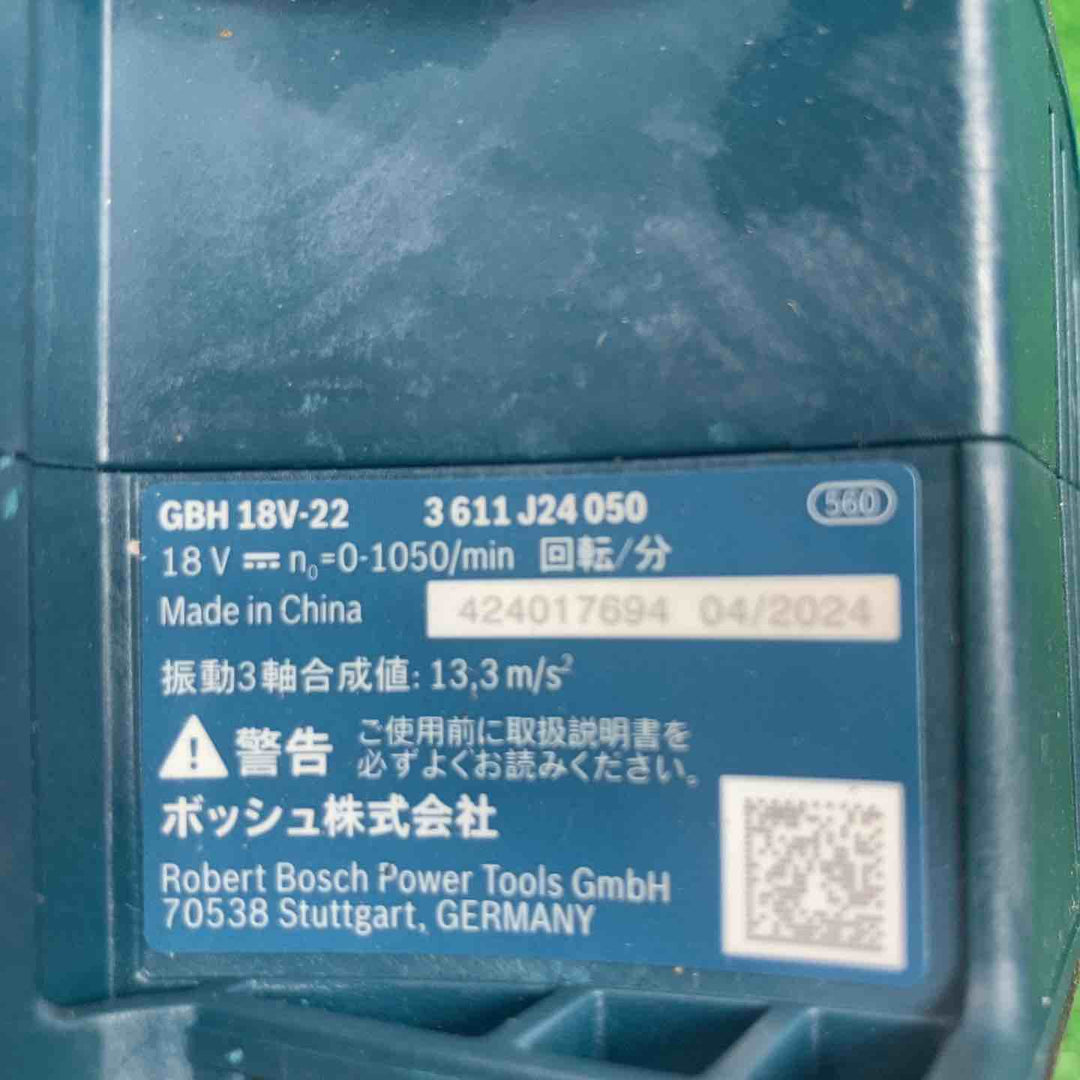 GBH 18V-22 3 611 J24 050 560
18 V ⎓ n₀=0-1050/min 回転/分
Made in China 424017694 04/2024
振動3軸合成値: 13,3 m/s²
警告 ご使用前に取扱説明書を
必ずよくお読みください。
ボッシュ株式会社
Robert Bosch Power Tools GmbH
70538 Stuttgart, GERMANY